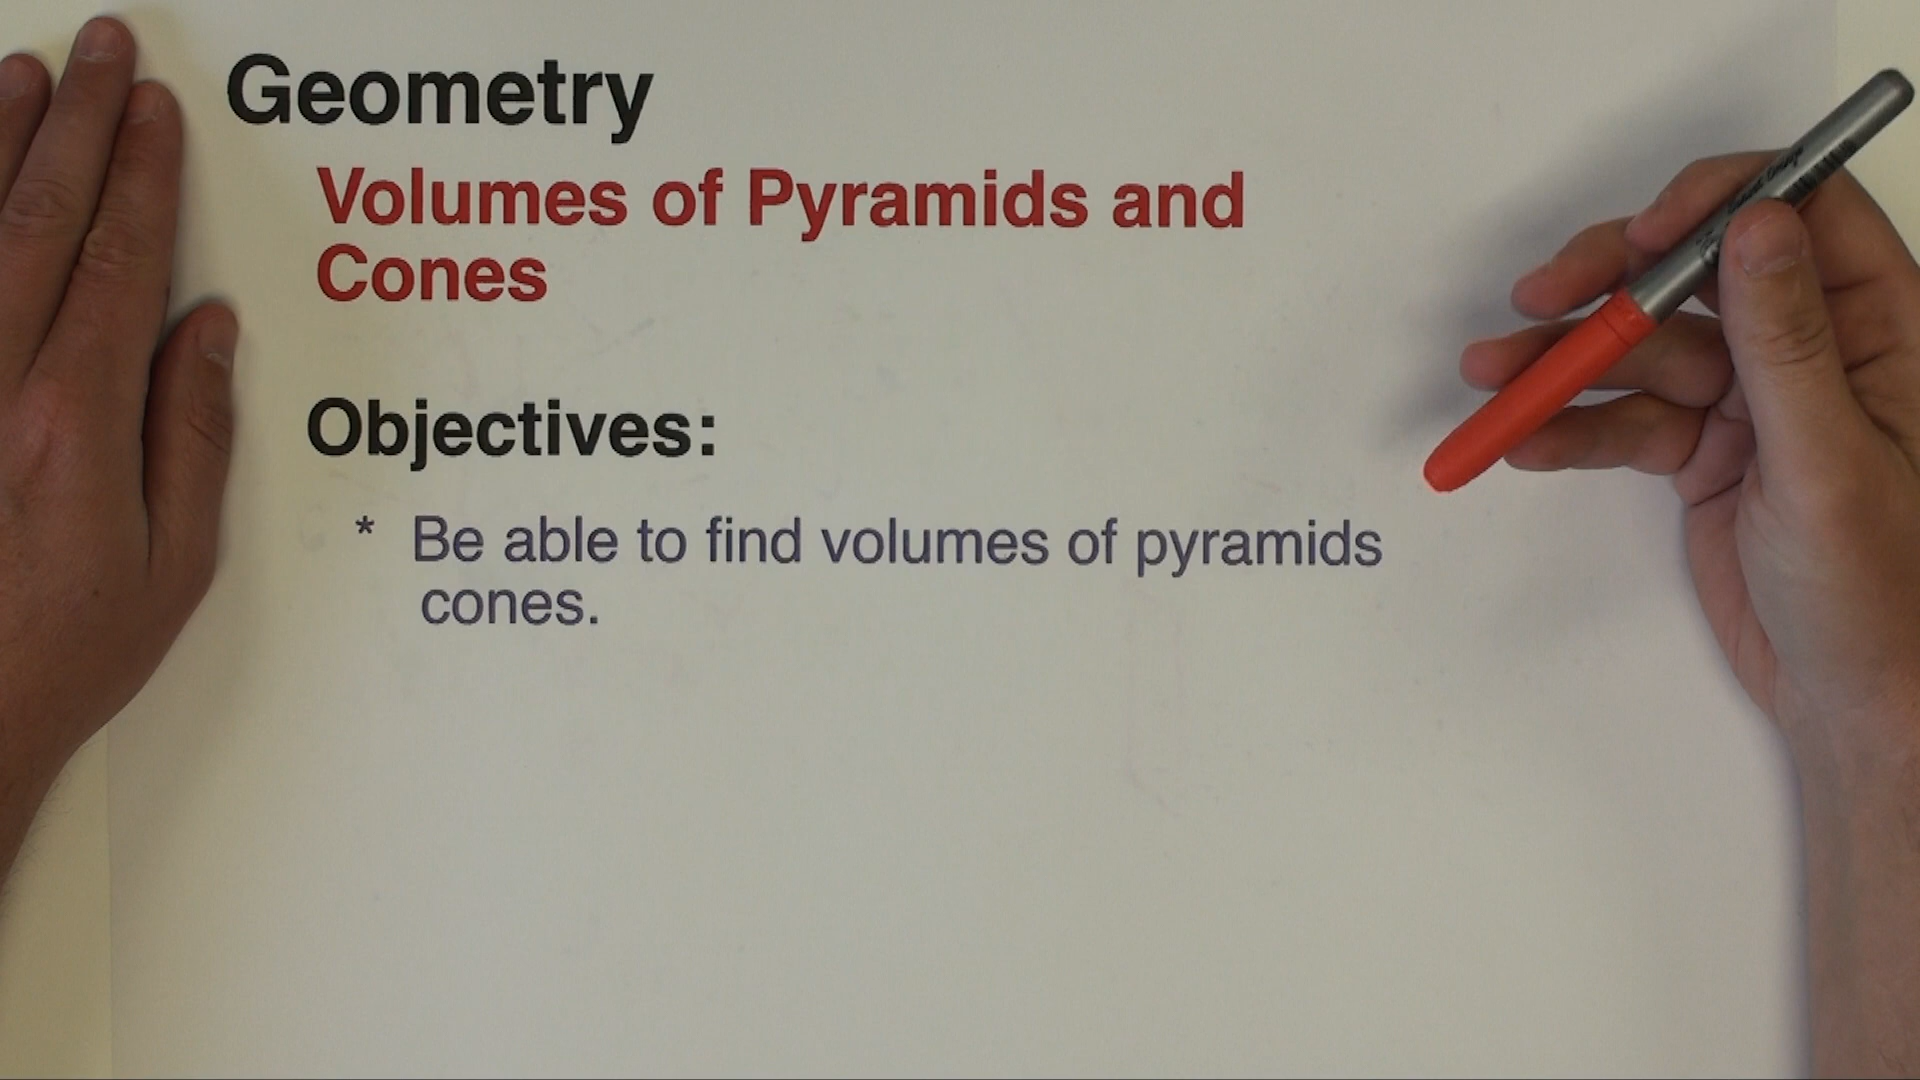 Geometry
Volumes of Pyramids and
Cones
Objectives:
* Be able to find volumes of pyramids
cones.